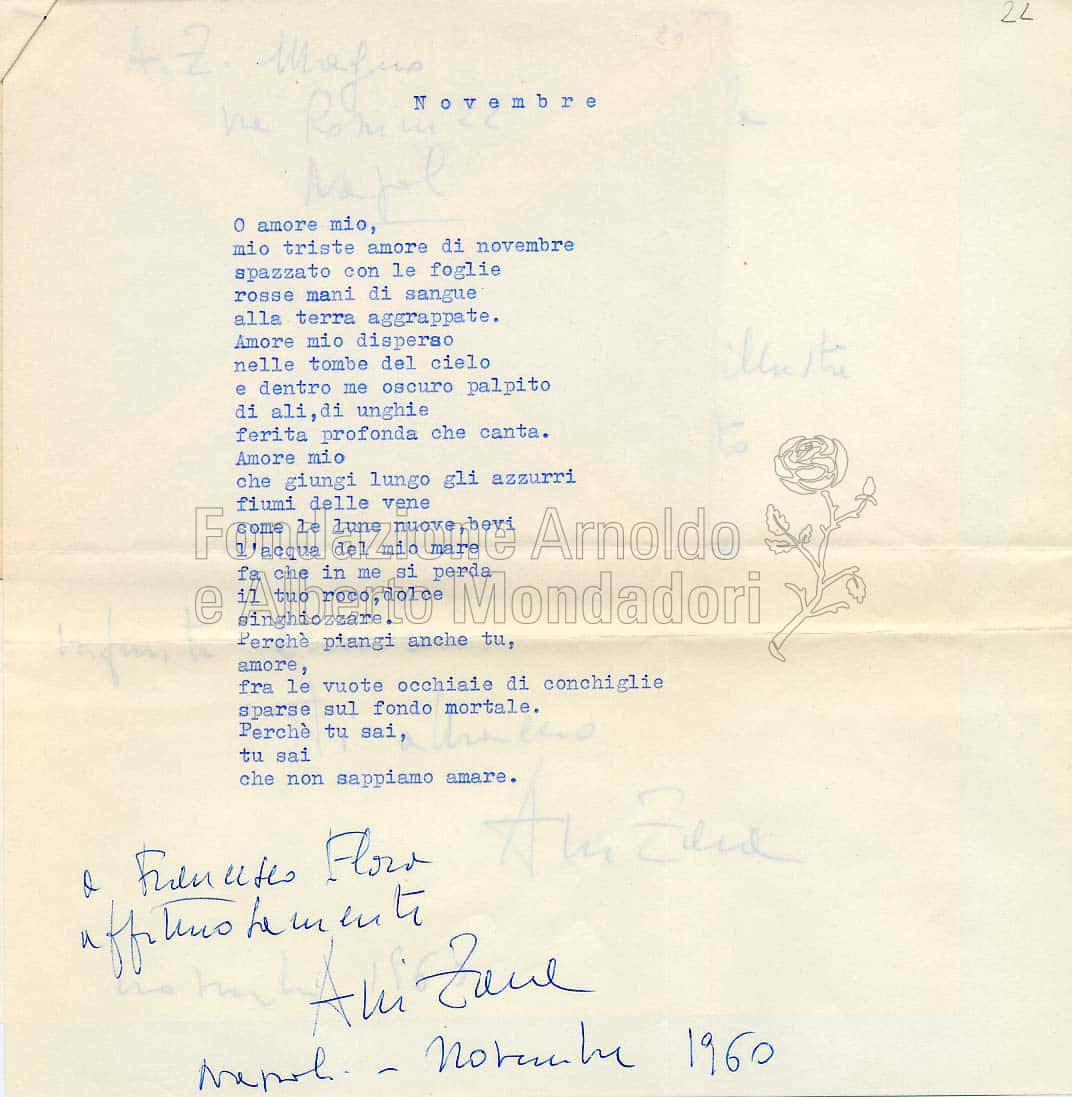 22
Novembre
O amore mio,
mio triste amore di novembre
spazzato con le foglie
rosse mani di sangue
alla terra aggrappate.
Amore mio disperso
nelle tombe del cielo
e dentro me oscuro palpito
di ali,di unghie
ferita profonda che canta.
Amore mio
che giungi lungo gli azzurri
fiumi delle vene
come le lune nuove,bevi
l'acqua del mio mare
fa che in me si perda
il tuo roco,dolce
singhiozzare.
Perchè piangi anche tu,
amore,
fra le vuote occhiaie di conchiglie
sparse sul fondo mortale.
Perchè tu sai,
tu sai
che non sappiamo amare.
Fondazione Arnoldo
e Alberto Mondadori
a Francesco Flora
affettuosamente
Napoli - Novembre 1960